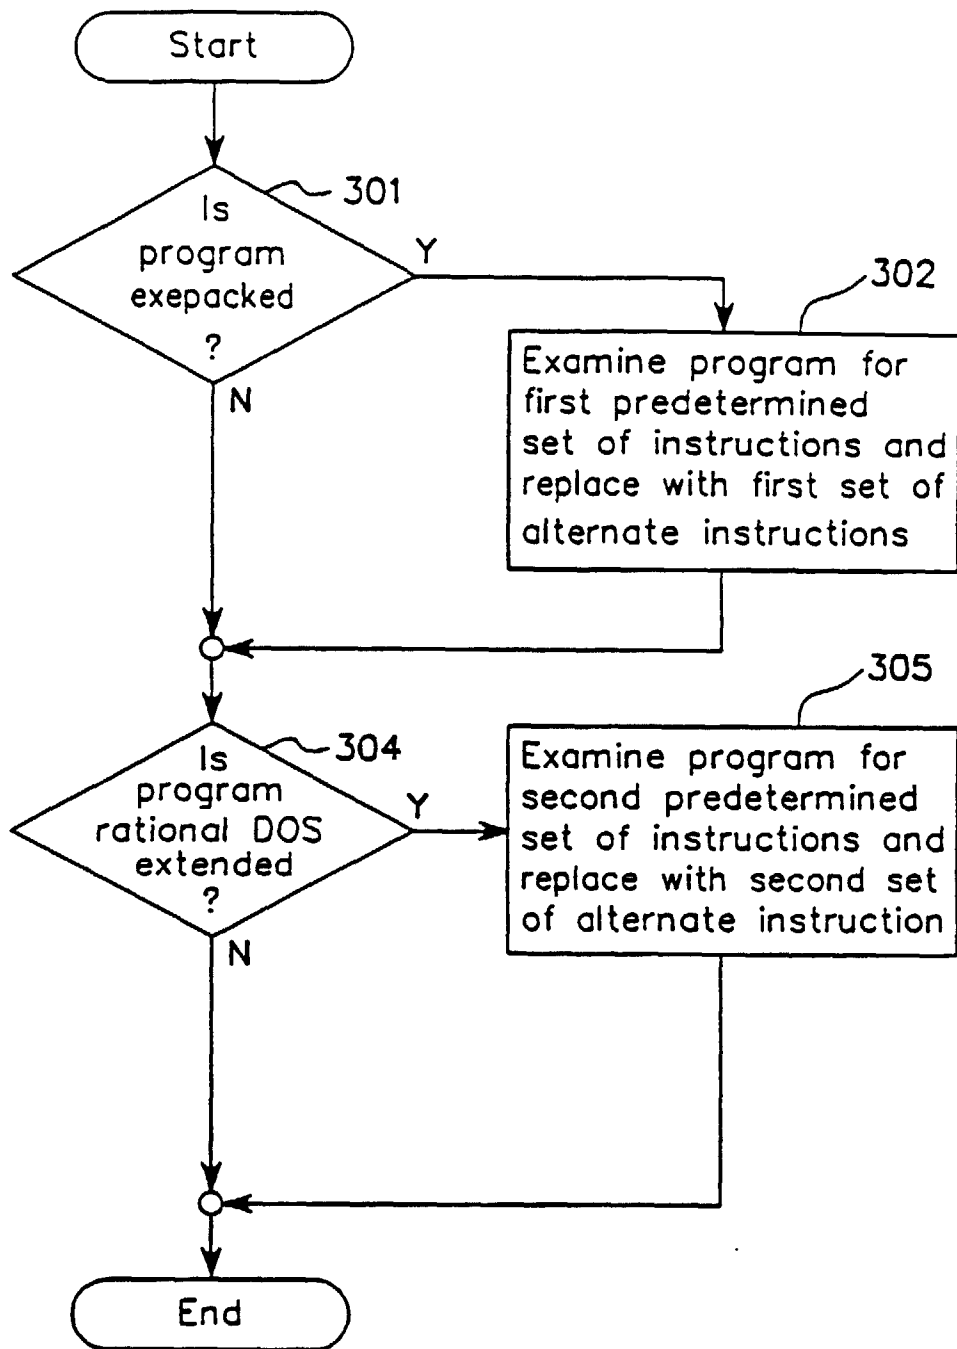 Start
301
Is
program
exepacked
?
Y
N
302
Examine program for
first predetermined
set of instructions and
replace with first set of
alternate instructions
304
Is
program
rational DOS
extended
?
Y
N
305
Examine program for
second predetermined
set of instructions and
replace with second set
of alternate instruction
End